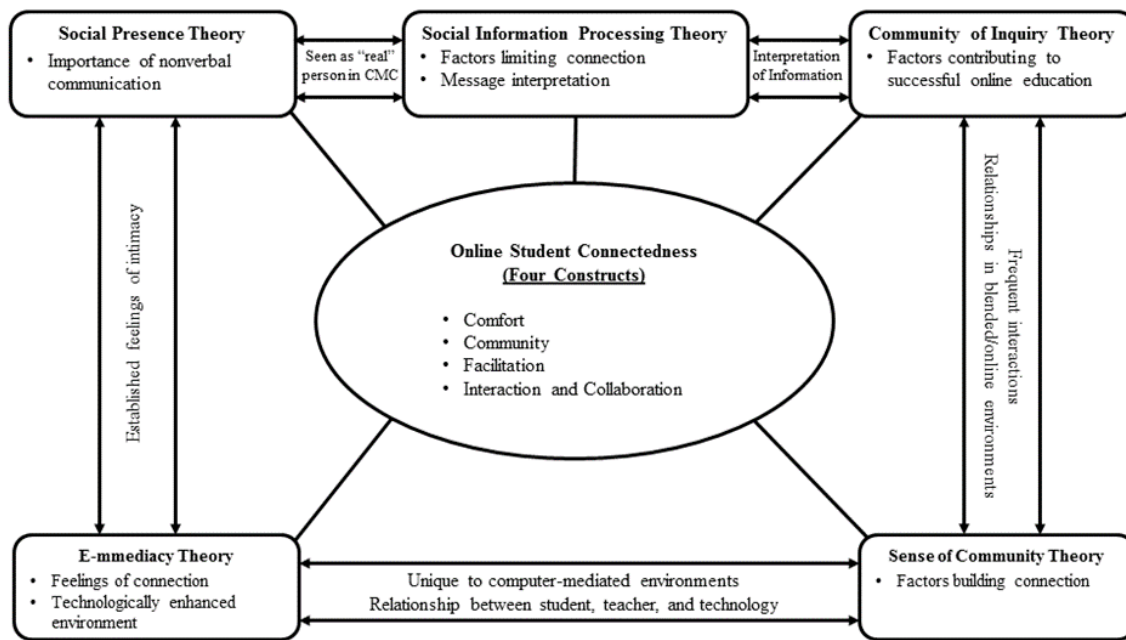 Social Presence Theory
• Importance of nonverbal
communication
Seen as “real”
person in CMC
Social Information Processing Theory
• Factors limiting connection
• Message interpretation
Interpretation
of Information
Community of Inquiry Theory
• Factors contributing to
successful online education
Established feelings of intimacy
Online Student Connectedness
(Four Constructs)
• Comfort
• Community
• Facilitation
• Interaction and Collaboration
Frequent interactions
Relationships in blended/online environments
E-mmediacy Theory
• Feelings of connection
• Technologically enhanced
environment
Unique to computer-mediated environments
Relationship between student, teacher, and technology
Sense of Community Theory
• Factors building connection